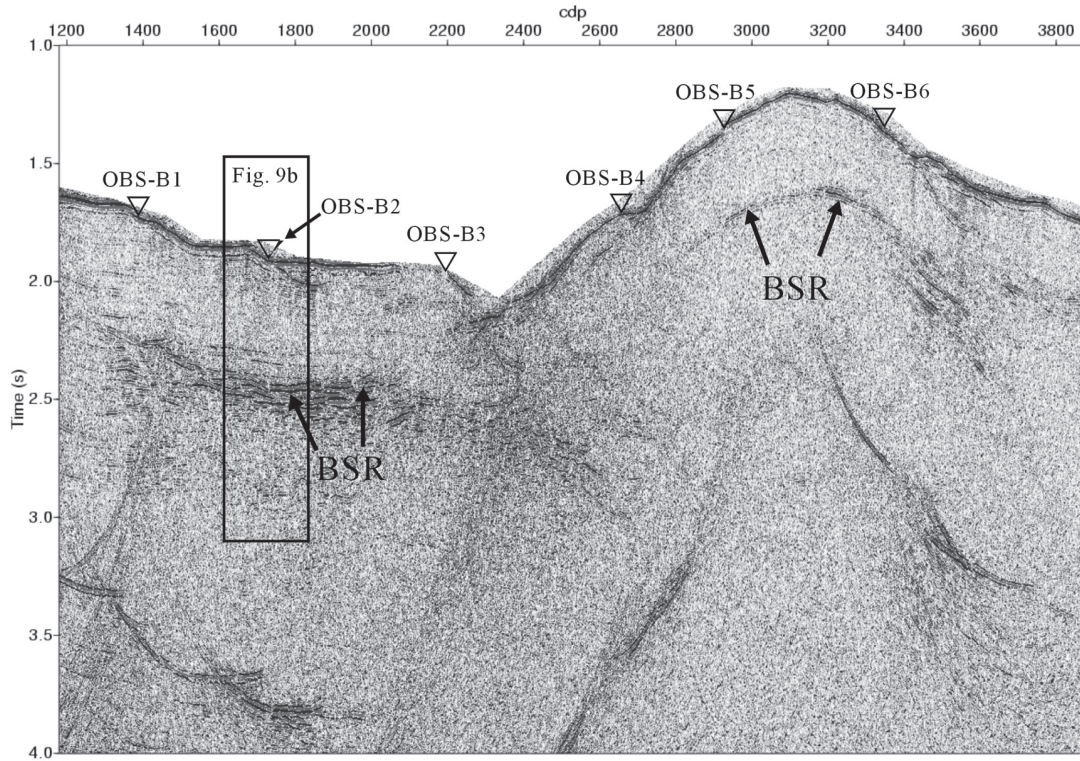 cdp
1200 1400 1600 1800 2000 2200 2400 2600 2800 3000 3200 3400 3600 3800
1.0
OBS-B5 OBS-B6
1.5
OBS-B1 Fig. 9b OBS-B4
OBS-B2
OBS-B3
2.0
BSR
Time (s)
2.5
BSR
3.0
3.5
4.0